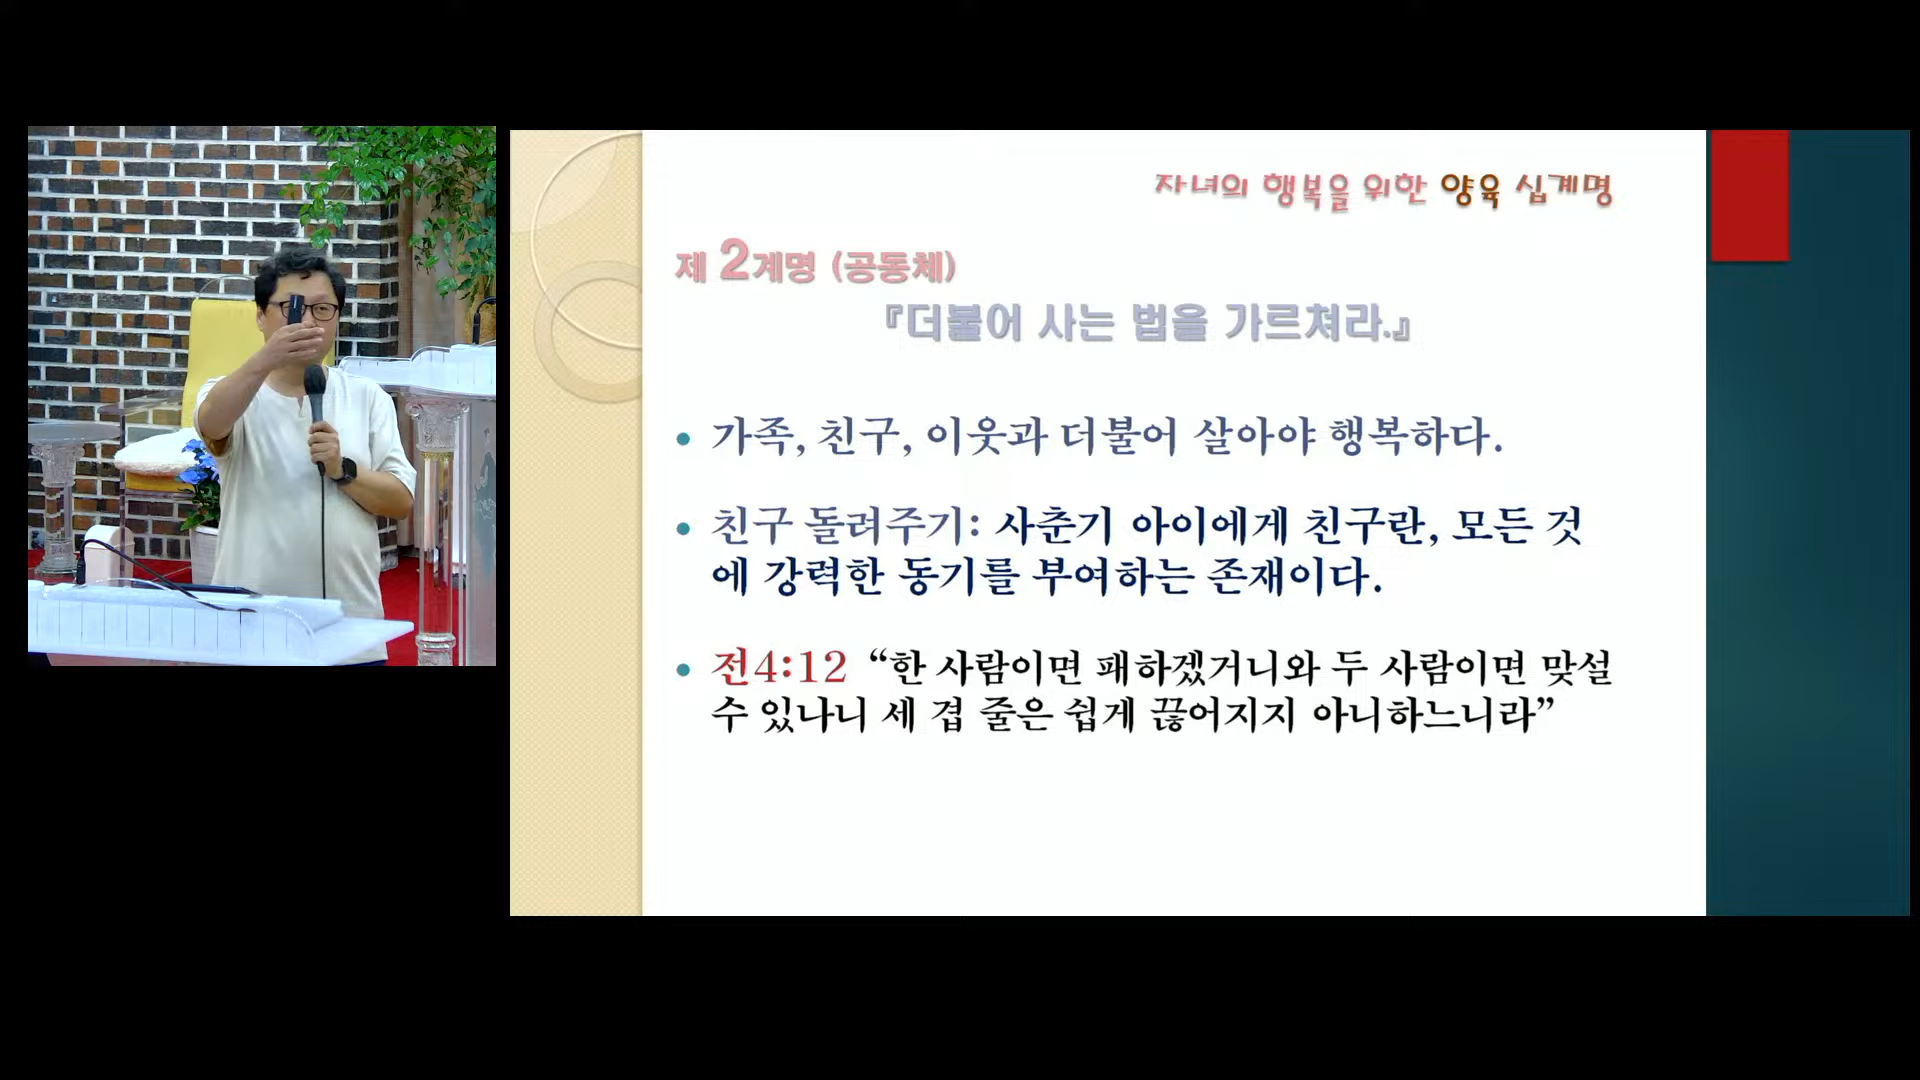 자녀의 행복을 위한 양육 십계명
제 2계명 (공동체)
『더불어 사는 법을 가르쳐라.』
• 가족, 친구, 이웃과 더불어 살아야 행복하다.
• 친구 돌려주기: 사춘기 아이에게 친구란, 모든 것
에 강력한 동기를 부여하는 존재이다.
• 전4:12 “한 사람이면 패하겠거니와 두 사람이면 맞설
수 있나니 세 겹 줄은 쉽게 끊어지지 아니하느니라”